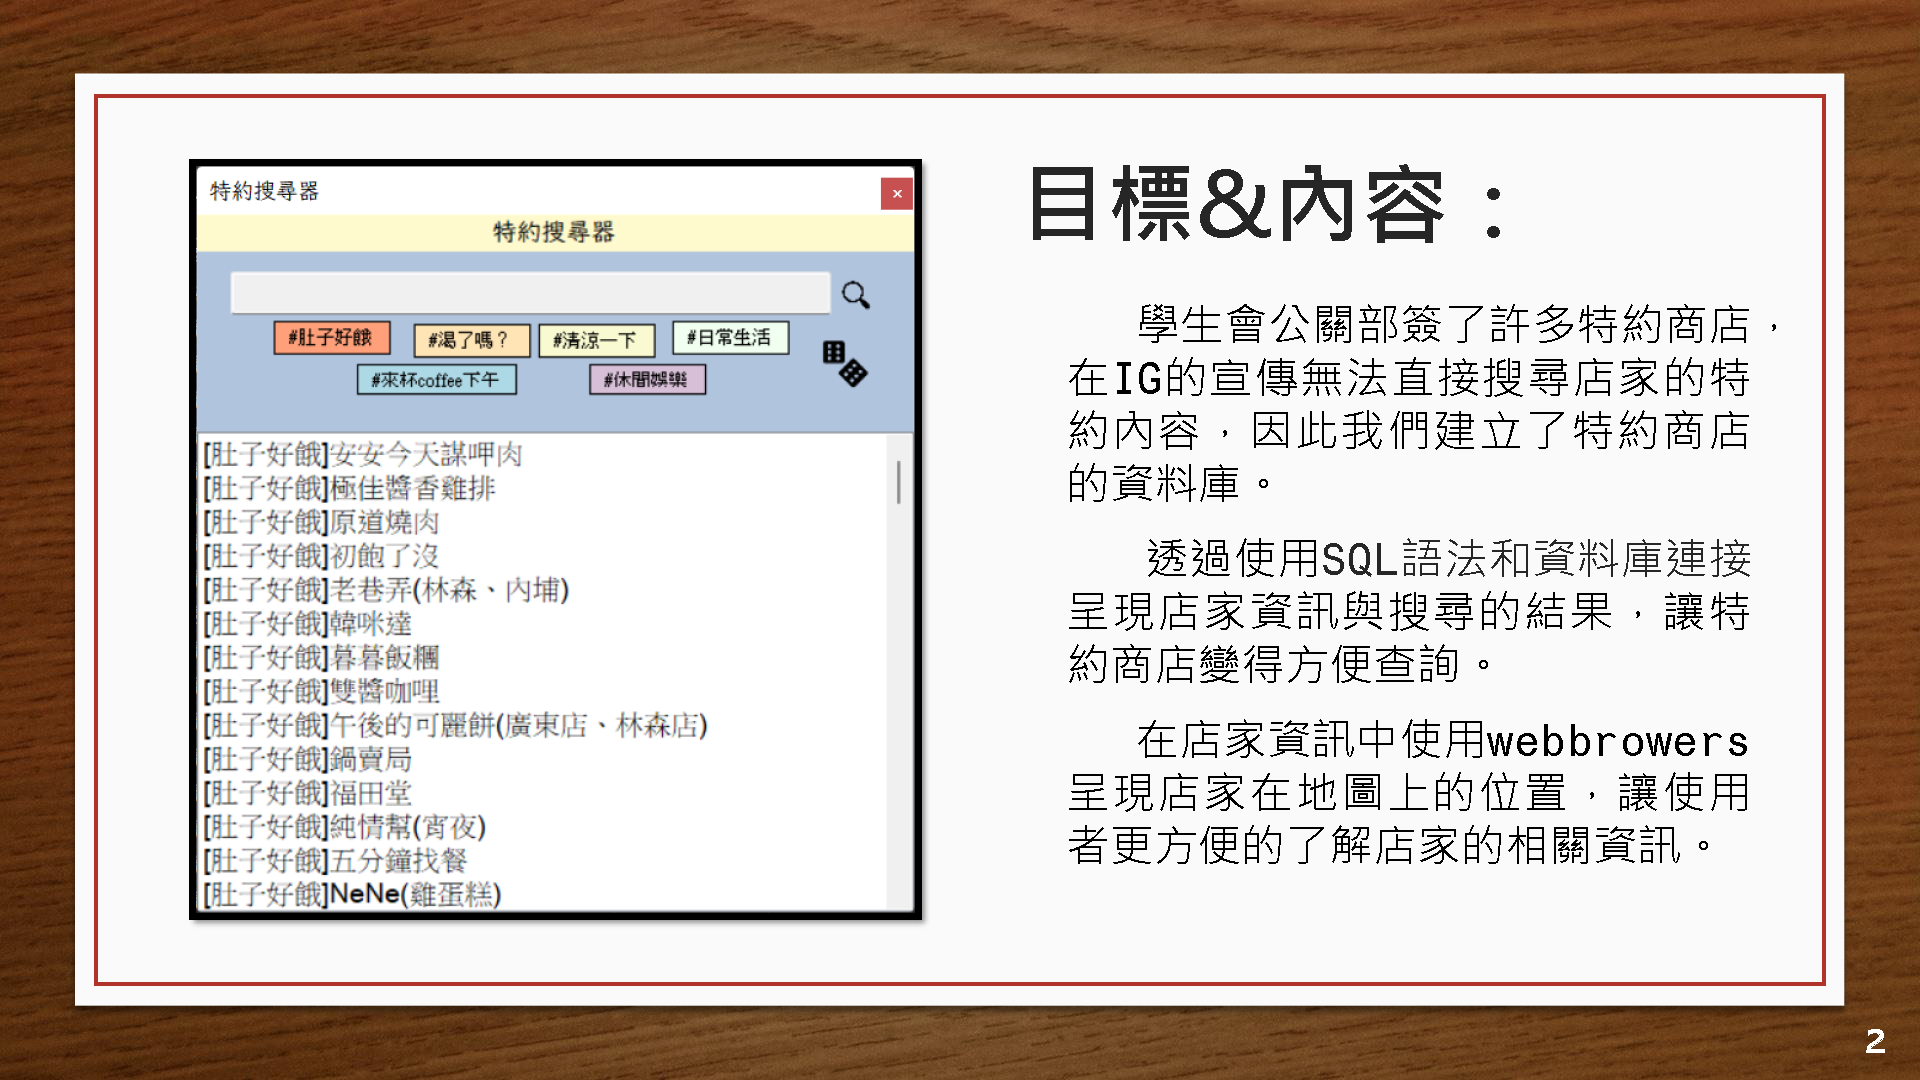 特約搜尋器
×
特約搜尋器
#肚子好餓
#渴了嗎？
#清涼一下
#日常生活
#來杯coffee下午
#休閒娛樂
[肚子好餓]安安今天謀呷肉
[肚子好餓]極佳醬香雞排
[肚子好餓]原道燒肉
[肚子好餓]初飽了沒
[肚子好餓]老巷弄(林森、內埔)
[肚子好餓]韓咪達
[肚子好餓]暮暮飯糰
[肚子好餓]雙醬咖哩
[肚子好餓]午後的可麗餅(廣東店、林森店)
[肚子好餓]鍋賣局
[肚子好餓]福田堂
[肚子好餓]純情幫(宵夜)
[肚子好餓]五分鐘找餐
[肚子好餓]NeNe(雞蛋糕)
目標&內容：
學生會公關部簽了許多特約商店，
在IG的宣傳無法直接搜尋店家的特
約內容，因此我們建立了特約商店
的資料庫。
透過使用SQL語法和資料庫連接
呈現店家資訊與搜尋的結果，讓特
約商店變得方便查詢。
在店家資訊中使用webbrowers
呈現店家在地圖上的位置，讓使用
者更方便的了解店家的相關資訊。
2